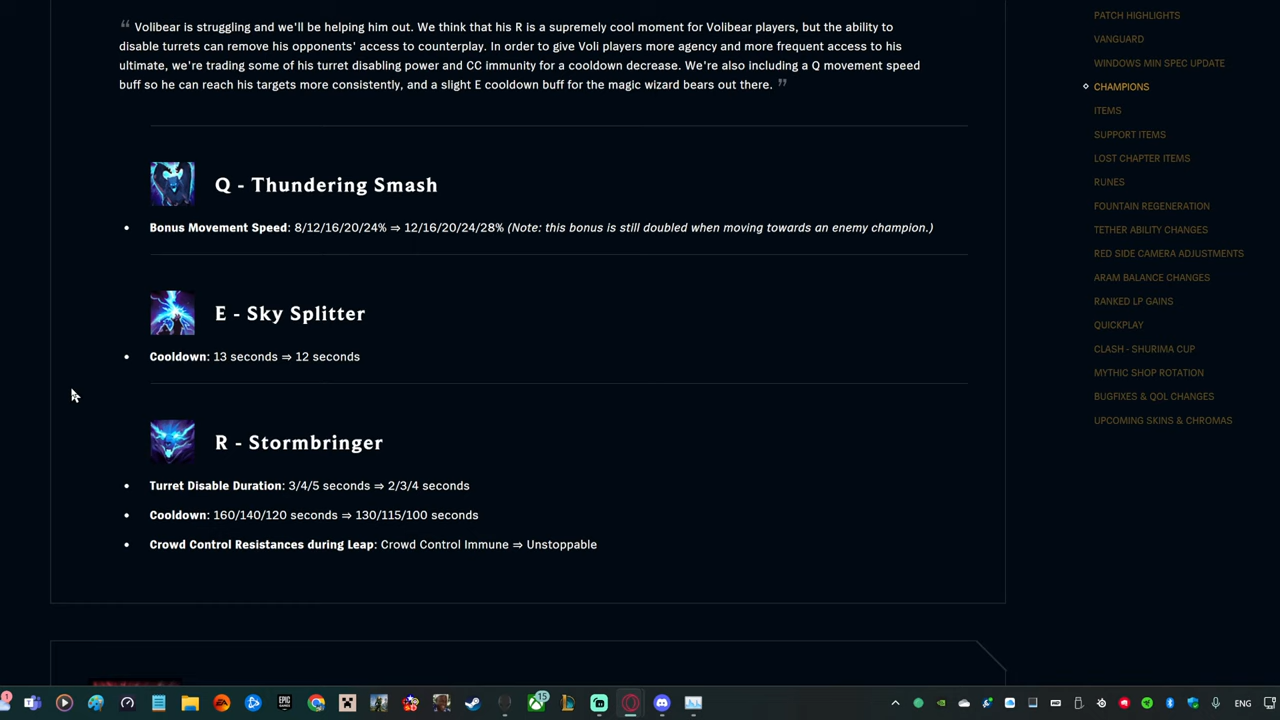 “ Volibear is struggling and we'll be helping him out. We think that his R is a supremely cool moment for Volibear players, but the ability to
disable turrets can remove his opponents' access to counterplay. In order to give Voli players more agency and more frequent access to his
ultimate, we're trading some of his turret disabling power and CC immunity for a cooldown decrease. We're also including a Q movement speed
buff so he can reach his targets more consistently, and a slight E cooldown buff for the magic wizard bears out there. ”
Q - Thundering Smash
• Bonus Movement Speed: 8/12/16/20/24% ⇒ 12/16/20/24/28% (Note: this bonus is still doubled when moving towards an enemy champion.)
E - Sky Splitter
• Cooldown: 13 seconds ⇒ 12 seconds
R - Stormbringer
• Turret Disable Duration: 3/4/5 seconds ⇒ 2/3/4 seconds
• Cooldown: 160/140/120 seconds ⇒ 130/115/100 seconds
• Crowd Control Resistances during Leap: Crowd Control Immune ⇒ Unstoppable
PATCH HIGHLIGHTS
VANGUARD
WINDOWS MIN SPEC UPDATE
CHAMPIONS
ITEMS
SUPPORT ITEMS
LOST CHAPTER ITEMS
RUNES
FOUNTAIN REGENERATION
TETHER ABILITY CHANGES
RED SIDE CAMERA ADJUSTMENTS
ARAM BALANCE CHANGES
RANKED LP GAINS
QUICKPLAY
CLASH - SHURIMA CUP
MYTHIC SHOP ROTATION
BUGFIXES & QOL CHANGES
UPCOMING SKINS & CHROMAS
1
EPIC
GAMES
15
ENG